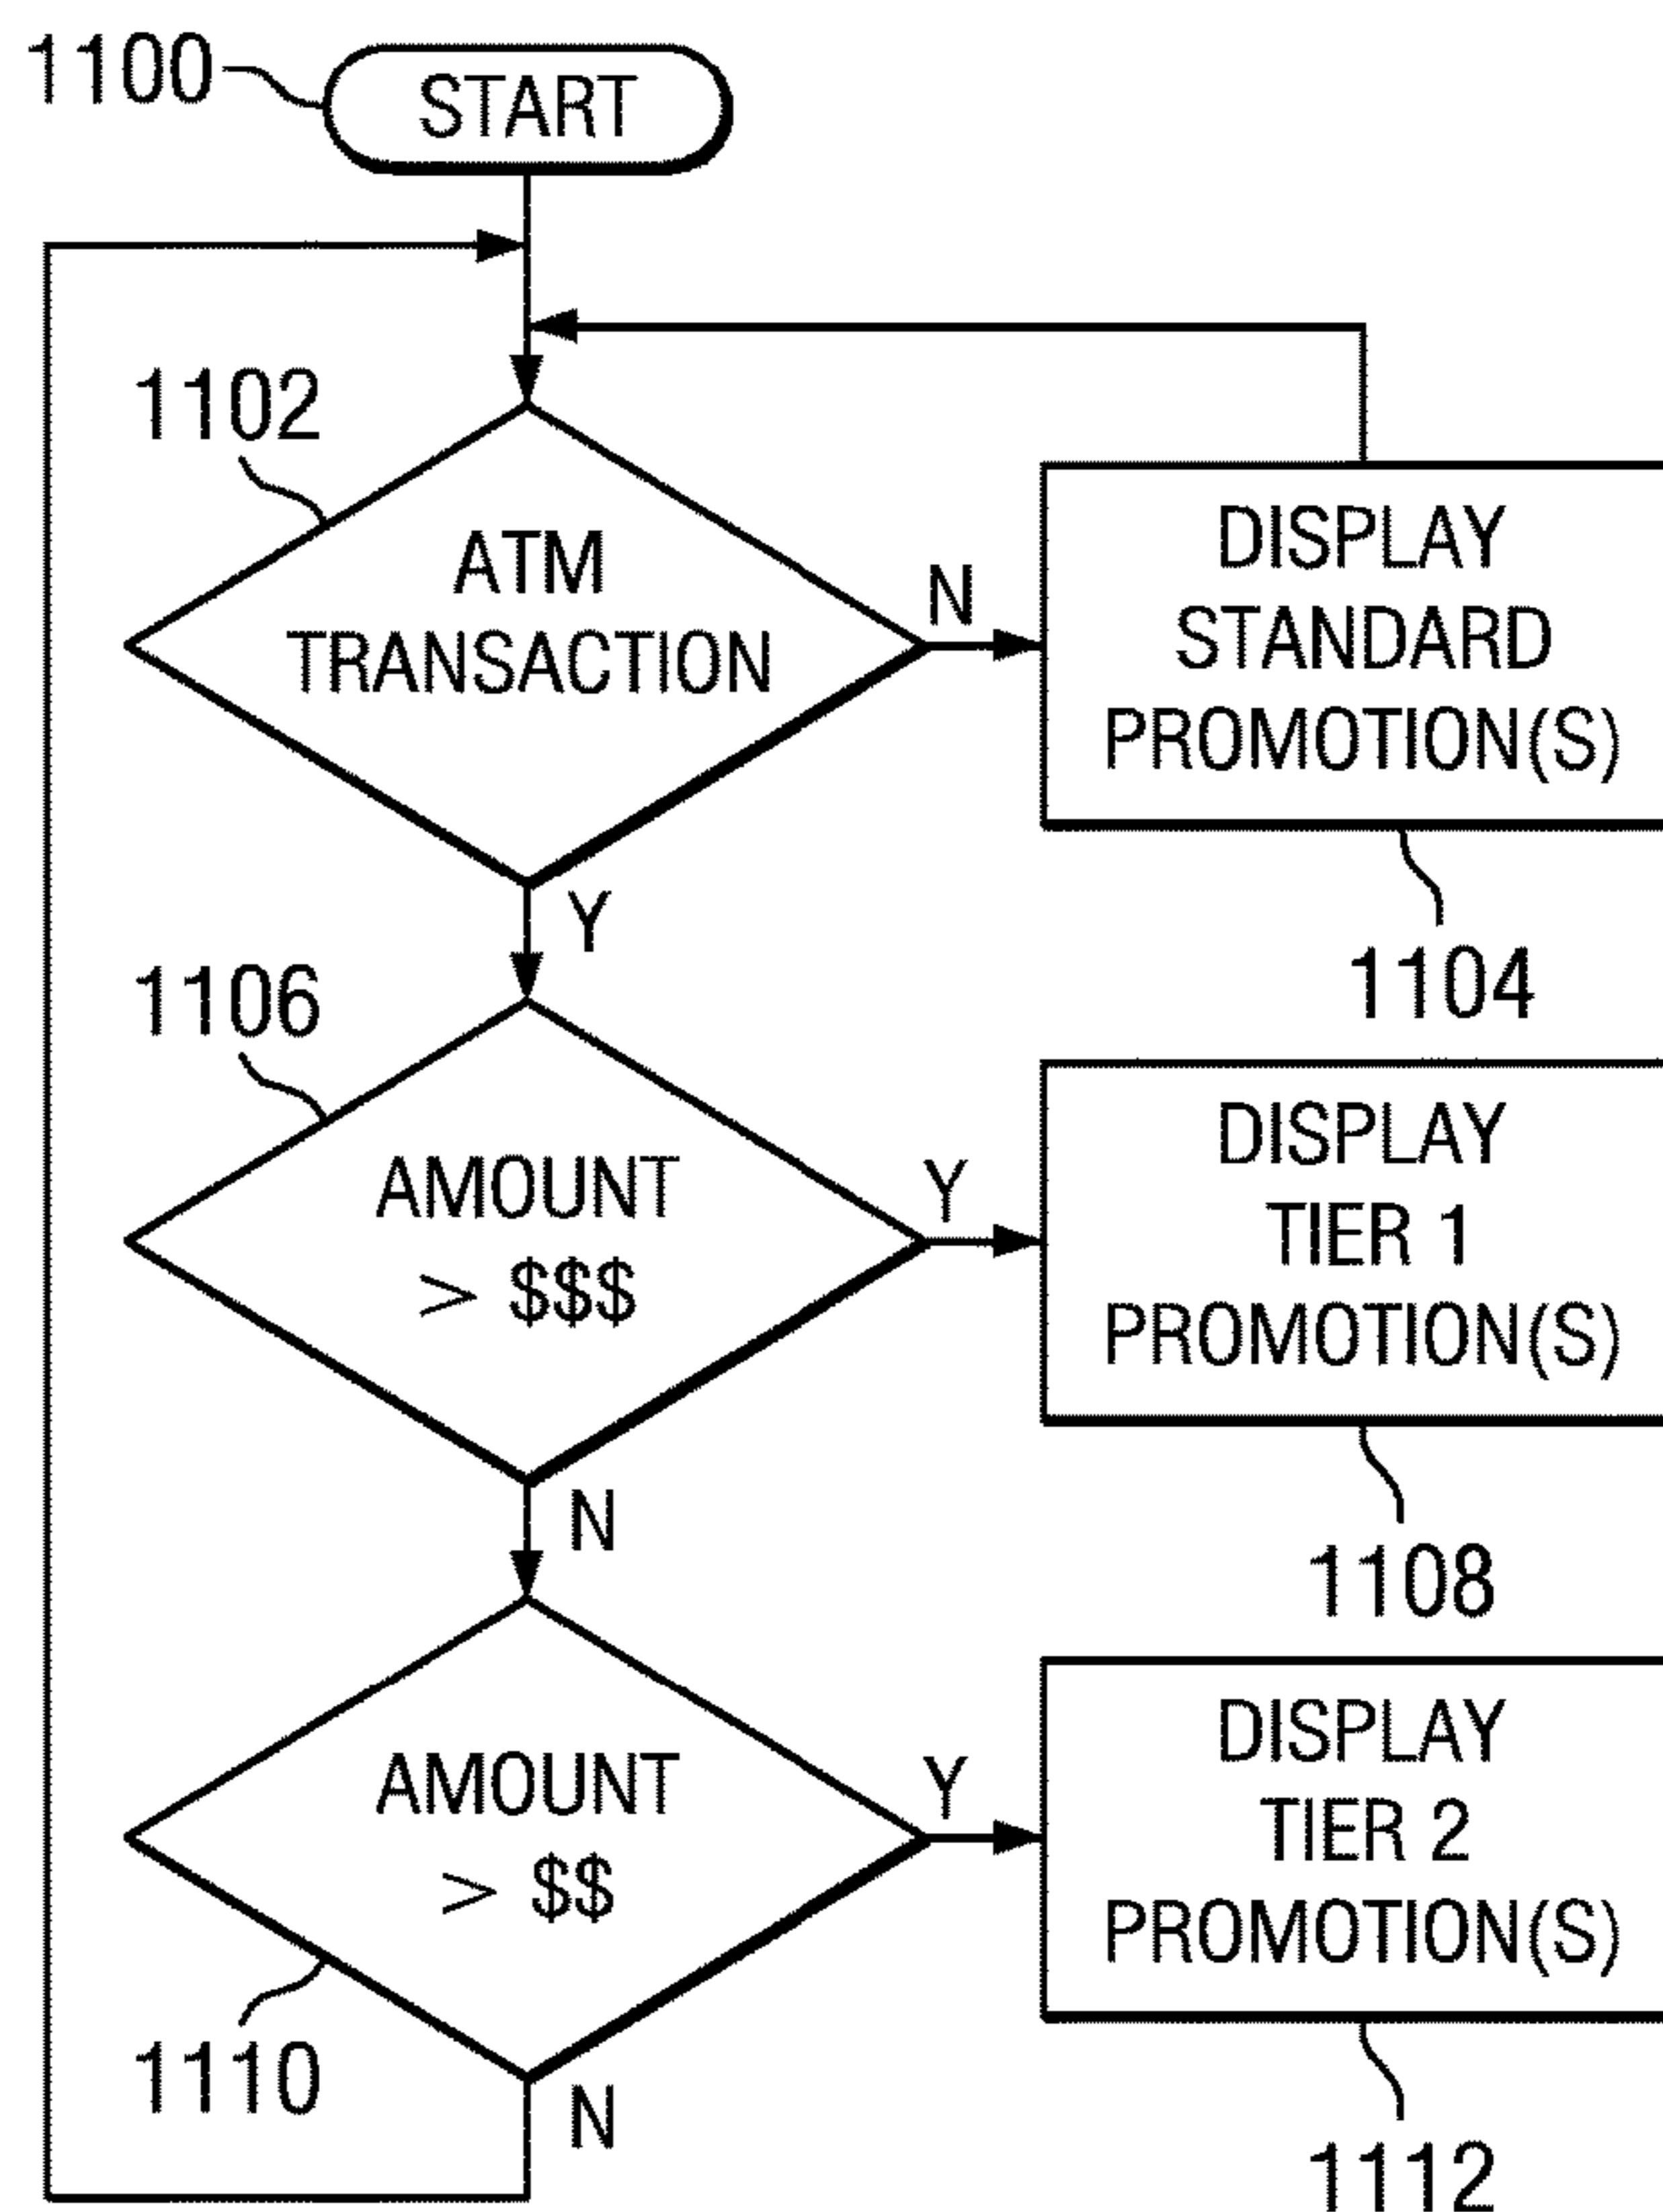 1100
START
1102
ATM
TRANSACTION
N
DISPLAY
STANDARD
PROMOTION(S)
1104
Y
1106
AMOUNT
> $$$
Y
DISPLAY
TIER 1
PROMOTION(S)
1108
N
AMOUNT
> $$
Y
DISPLAY
TIER 2
PROMOTION(S)
1110
N
1112